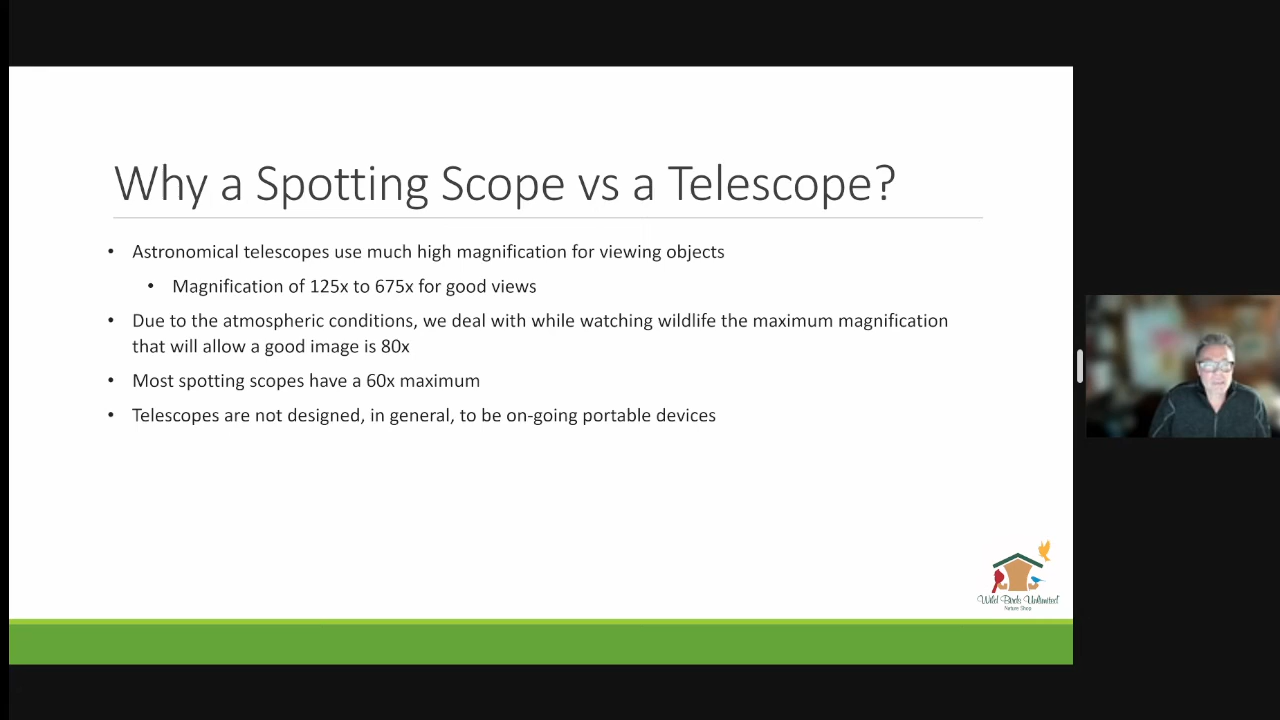 Why a Spotting Scope vs a Telescope?
• Astronomical telescopes use much high magnification for viewing objects
• Magnification of 125x to 675x for good views
• Due to the atmospheric conditions, we deal with while watching wildlife the maximum magnification
that will allow a good image is 80x
• Most spotting scopes have a 60x maximum
• Telescopes are not designed, in general, to be on-going portable devices
Wild Birds Unlimited
Nature Shop